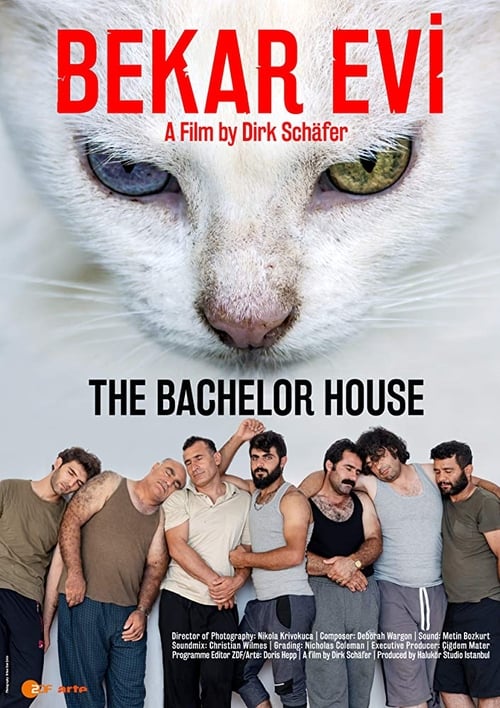 BEKAR EVİ
A Film by Dirk Schäfer
THE BACHELOR HOUSE
Director of Photography: Nikola Krivokuca | Composer: Deborah Wargon | Sound: Metin Bozkurt
Soundmix: Christian Wilmes | Grading: Nicholas Coleman | Executive Producer: Çiğdem Mater
Programme Editor ZDF/Arte: Doris Hepp | A film by Dirk Schäfer | Produced by Halukar Studio Istanbul
ZDF arte